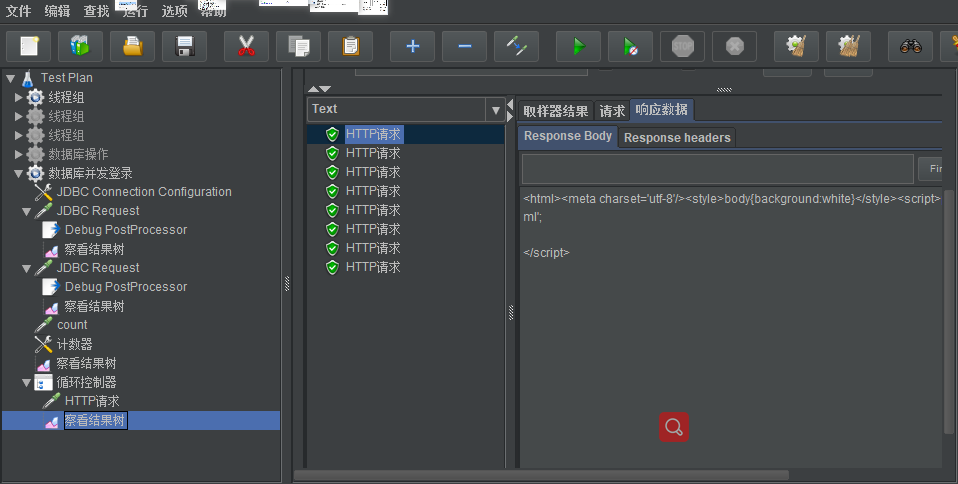 文件 编辑 查找 运行 选项 帮助
STOP
Test Plan
线程组
线程组
线程组
数据库操作
数据库并发登录
JDBC Connection Configuration
JDBC Request
Debug PostProcessor
察看结果树
JDBC Request
Debug PostProcessor
察看结果树
count
计数器
察看结果树
循环控制器
HTTP请求
察看结果树
Text
HTTP请求
HTTP请求
HTTP请求
HTTP请求
HTTP请求
HTTP请求
HTTP请求
HTTP请求
取样器结果 请求 响应数据
Response Body Response headers
Fin
<html><meta charset='utf-8'/><style>body{background:white}</style><script>
ml';
</script>